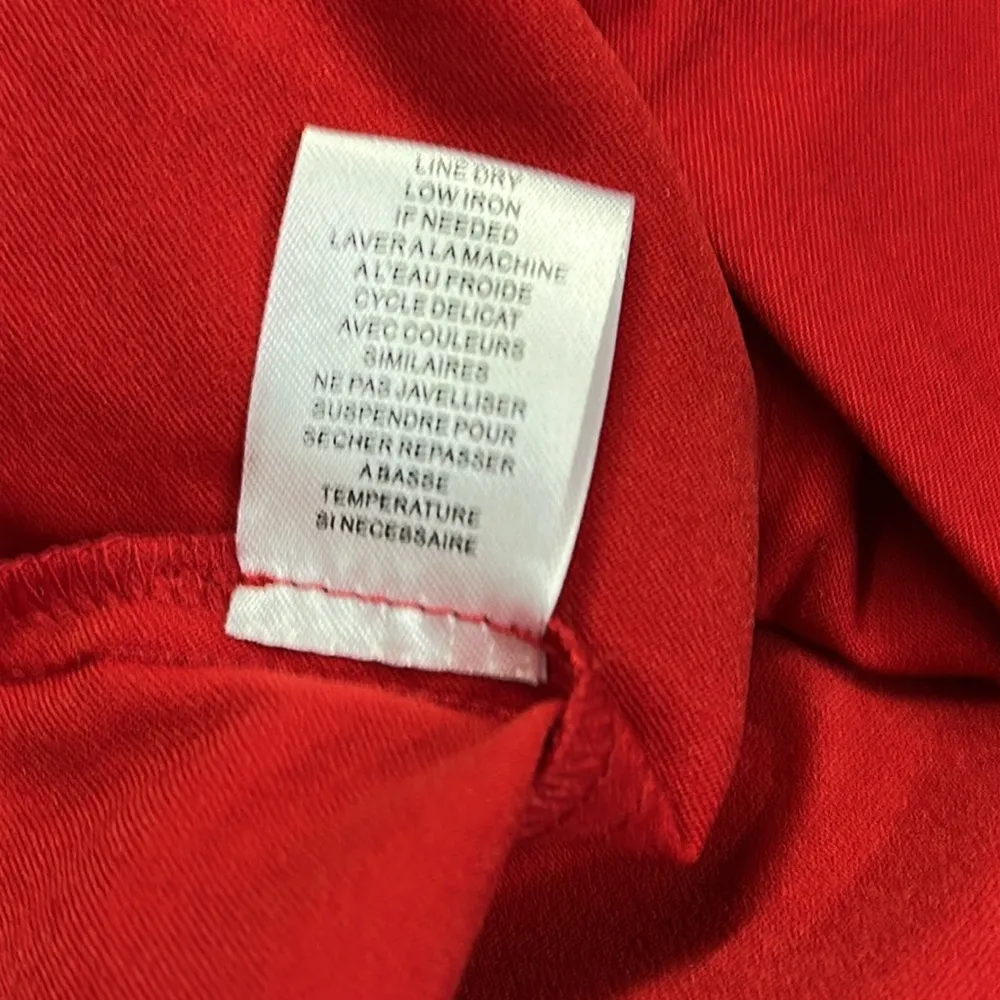 LINE DRY
LOW IRON
IF NEEDED
LAVER A LA MACHINE
A L'EAU FROIDE
CYCLE DELICAT
AVEC COULEURS
SIMILAIRES
NE PAS JAVELLISER
SUSPENDRE POUR
SECHER REPASSER
A BASSE
TEMPERATURE
SI NECESSAIRE